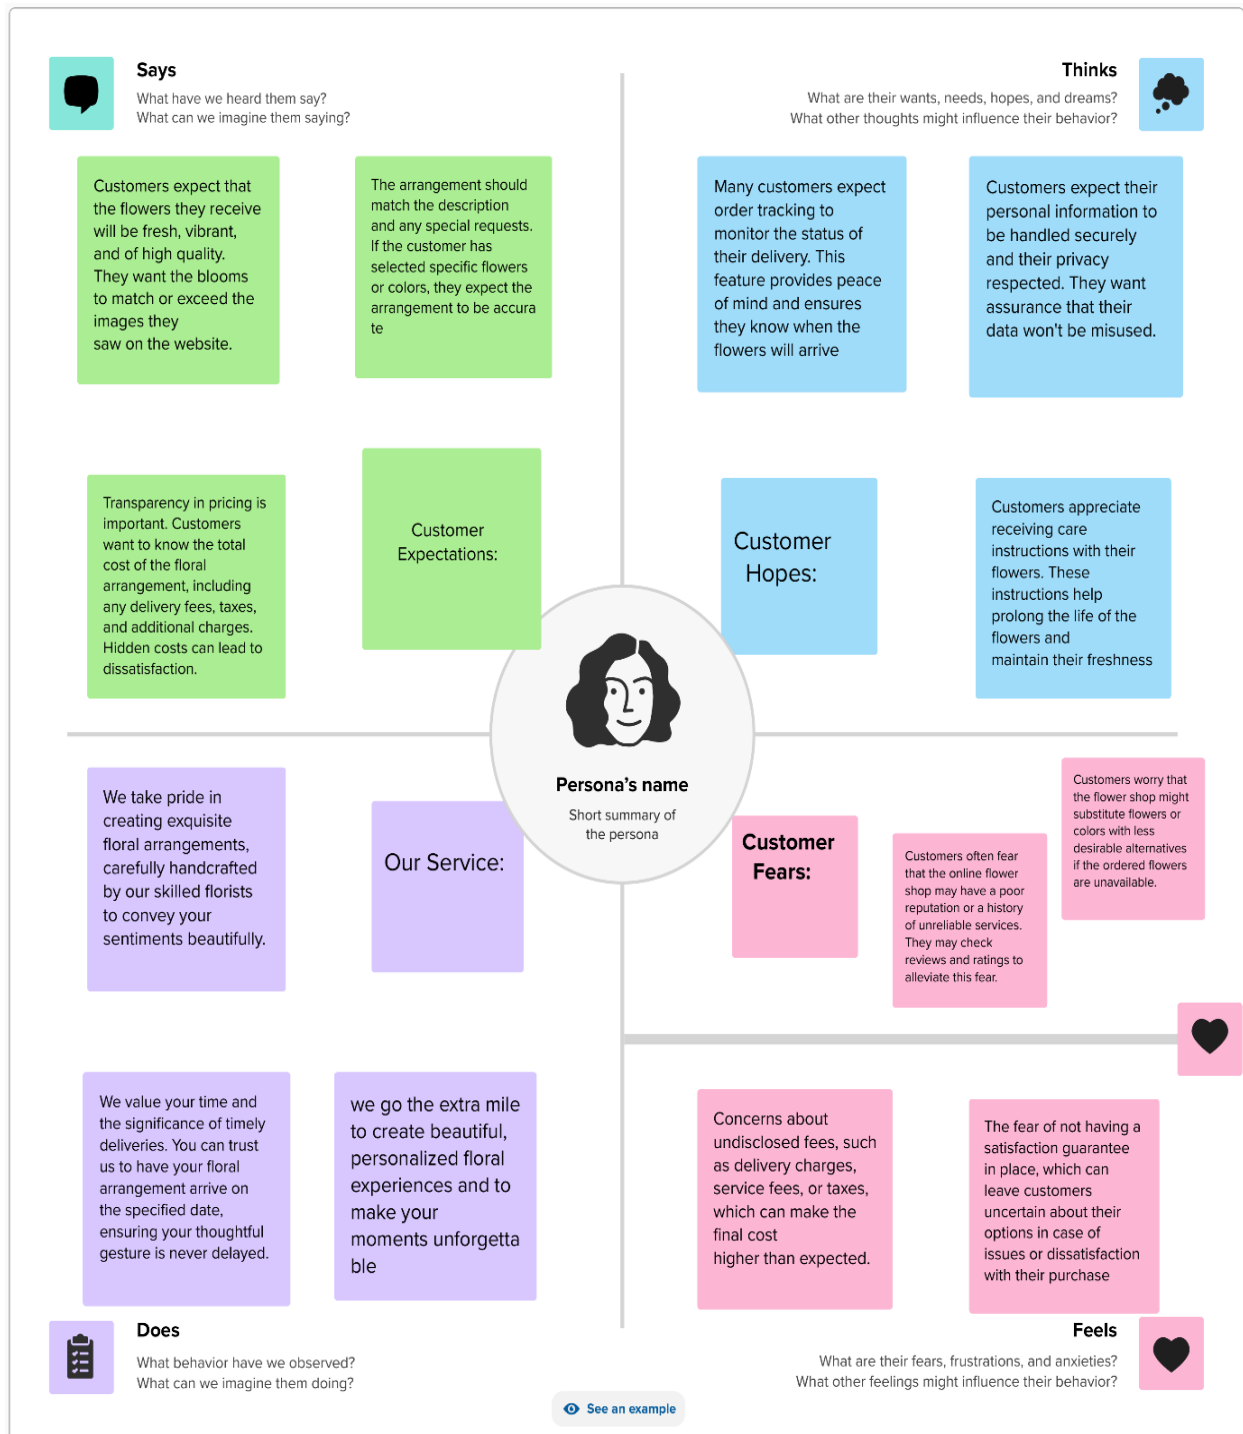 Says
What have we heard them say?
What can we imagine them saying?
Thinks
What are their wants, needs, hopes, and dreams?
What other thoughts might influence their behavior?
Customers expect that
the flowers they receive
will be fresh, vibrant,
and of high quality.
They want the blooms
to match or exceed the
images they
saw on the website.
The arrangement should
match the description
and any special requests.
If the customer has
selected specific flowers
or colors, they expect the
arrangement to be accura
te
Many customers expect
order tracking to
monitor the status of
their delivery. This
feature provides peace
of mind and ensures
they know when the
flowers will arrive
Customers expect their
personal information to
be handled securely
and their privacy
respected. They want
assurance that their
data won't be misused.
Transparency in pricing is
important. Customers
want to know the total
cost of the floral
arrangement, including
any delivery fees, taxes,
and additional charges.
Hidden costs can lead to
dissatisfaction.
Customer
Expectations:
Customer
Hopes:
Customers appreciate
receiving care
instructions with their
flowers. These
instructions help
prolong the life of the
flowers and
maintain their freshness
Persona's name
Short summary of
the persona
We take pride in
creating exquisite
floral arrangements,
carefully handcrafted
by our skilled florists
to convey your
sentiments beautifully.
Our Service:
Customer
Fears:
Customers often fear
that the online flower
shop may have a poor
reputation or a history
of unreliable services.
They may check
reviews and ratings to
alleviate this fear.
Customers worry that
the flower shop might
substitute flowers or
colors with less
desirable alternatives
if the ordered flowers
are unavailable.
We value your time and
the significance of timely
deliveries. You can trust
us to have your floral
arrangement arrive on
the specified date,
ensuring your thoughtful
gesture is never delayed.
we go the extra mile
to create beautiful,
personalized floral
experiences and to
make your
moments unforgetta
ble
Concerns about
undisclosed fees, such
as delivery charges,
service fees, or taxes,
which can make the
final cost
higher than expected.
The fear of not having a
satisfaction guarantee
in place, which can
leave customers
uncertain about their
options in case of
issues or dissatisfaction
with their purchase
Does
What behavior have we observed?
What can we imagine them doing?
Feels
What are their fears, frustrations, and anxieties?
What other feelings might influence their behavior?
See an example